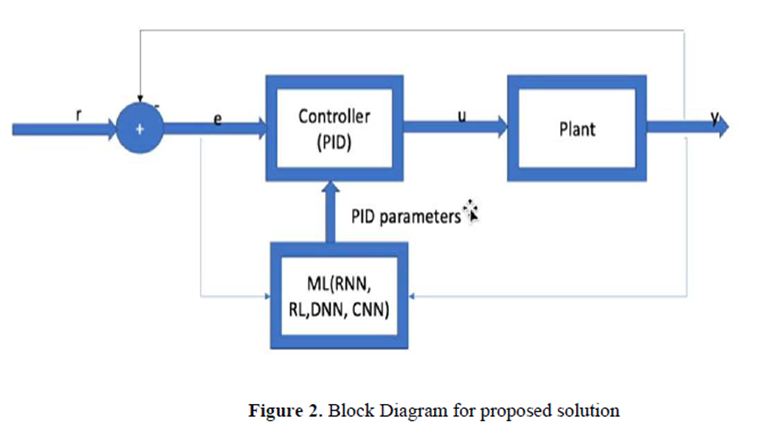 r
+
-
e
Controller
(PID)
u
Plant
y
PID parameters
ML(RNN,
RL,DNN, CNN)
Figure 2. Block Diagram for proposed solution